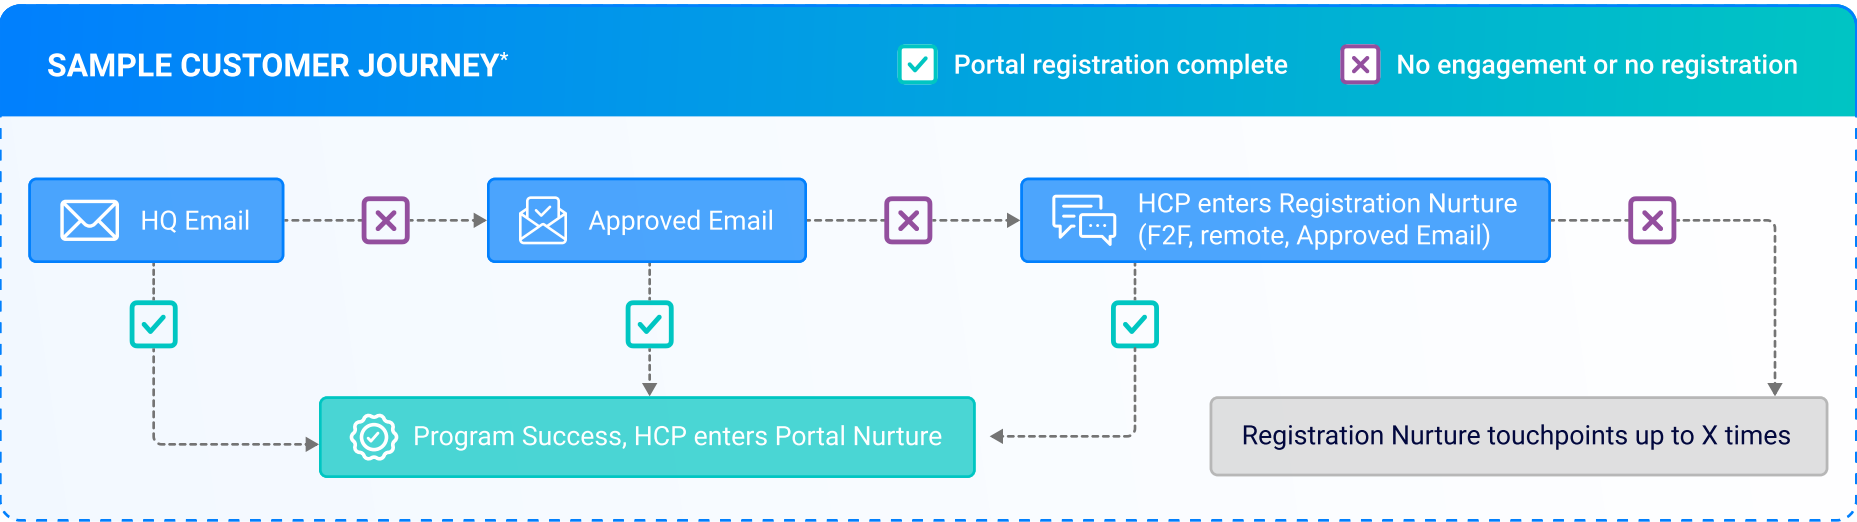 SAMPLE CUSTOMER JOURNEY*
Portal registration complete
No engagement or no registration
HQ Email
Approved Email
HCP enters Registration Nurture
(F2F, remote, Approved Email)
Program Success, HCP enters Portal Nurture
Registration Nurture touchpoints up to X times